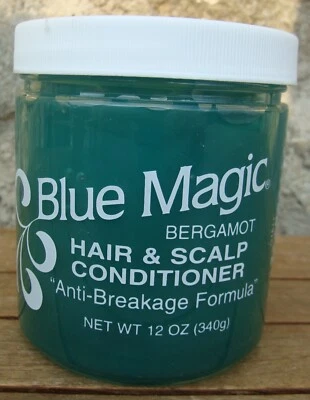 Blue Magic®
BERGAMOT
HAIR & SCALP
CONDITIONER
"Anti-Breakage Formula"
NET WT 12 OZ (340g)